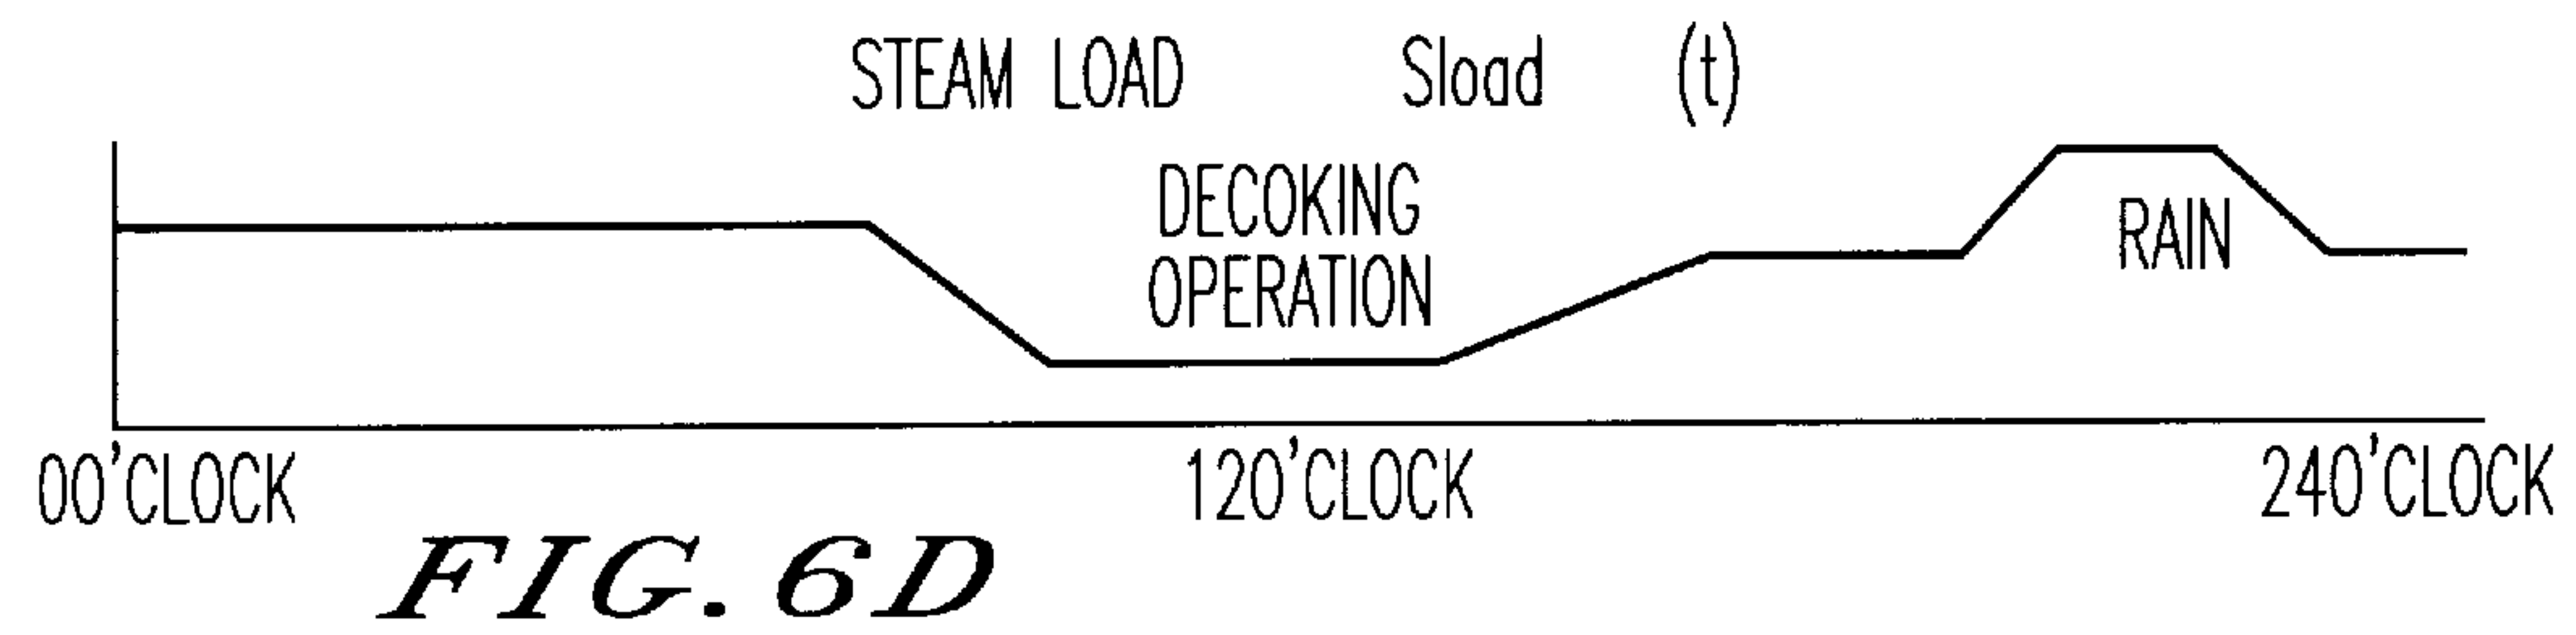 STEAM LOAD Sload (t)
DECOKING
OPERATION
RAIN
00'CLOCK 120'CLOCK 240'CLOCK
FIG. 6D